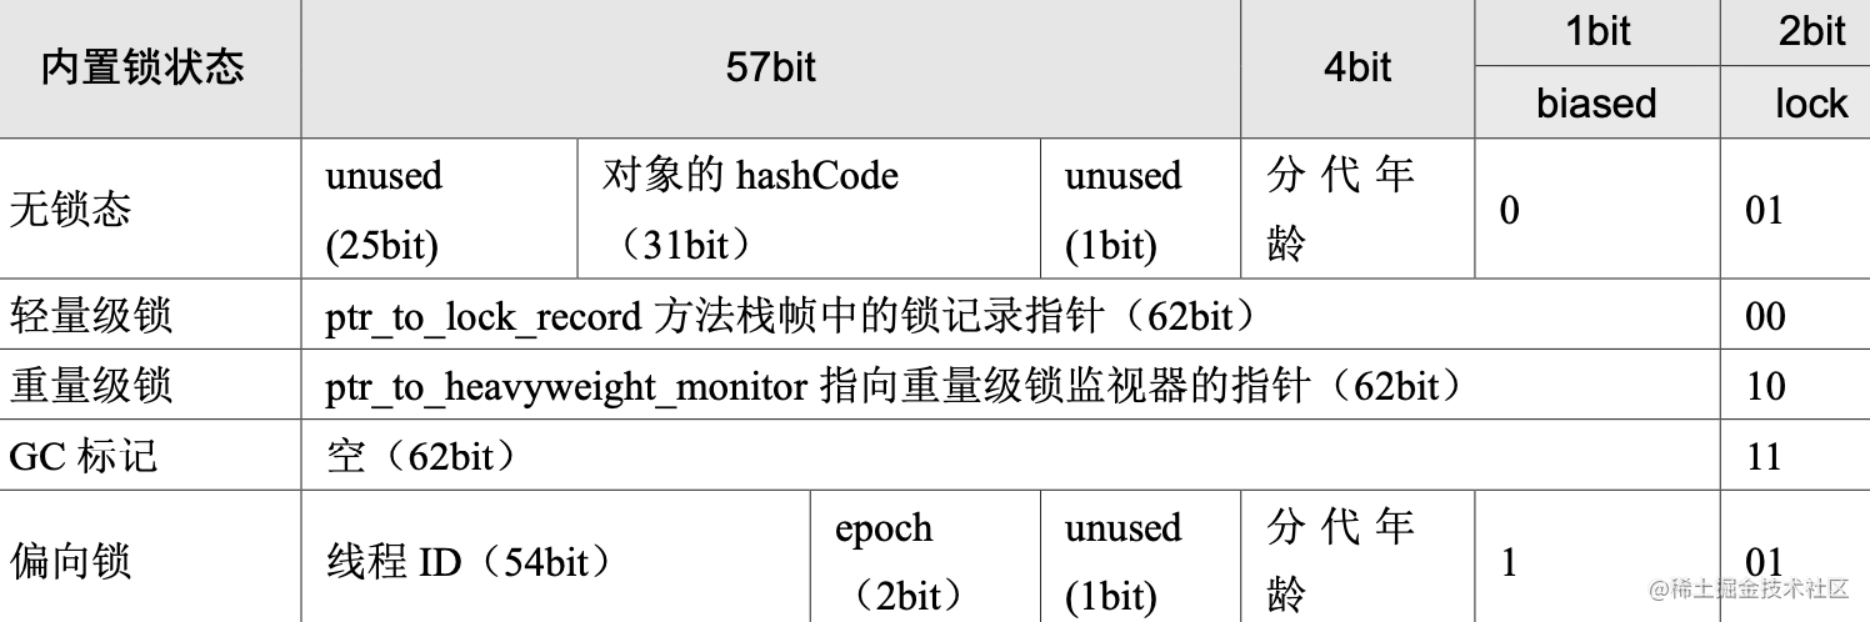 内置锁状态 57bit 4bit 1bit 2bit
biased lock
无锁态 unused 对象的 hashCode unused 分 代 年 0 01
(25bit) （31bit） (1bit) 龄
轻量级锁 ptr_to_lock_record 方法栈帧中的锁记录指针（62bit） 00
重量级锁 ptr_to_heavyweight_monitor 指向重量级锁监视器的指针（62bit） 10
GC 标记 空（62bit） 11
偏向锁 线程 ID（54bit） epoch unused 分 代 年 1 01
（2bit） (1bit) 龄
@稀土掘金技术社区